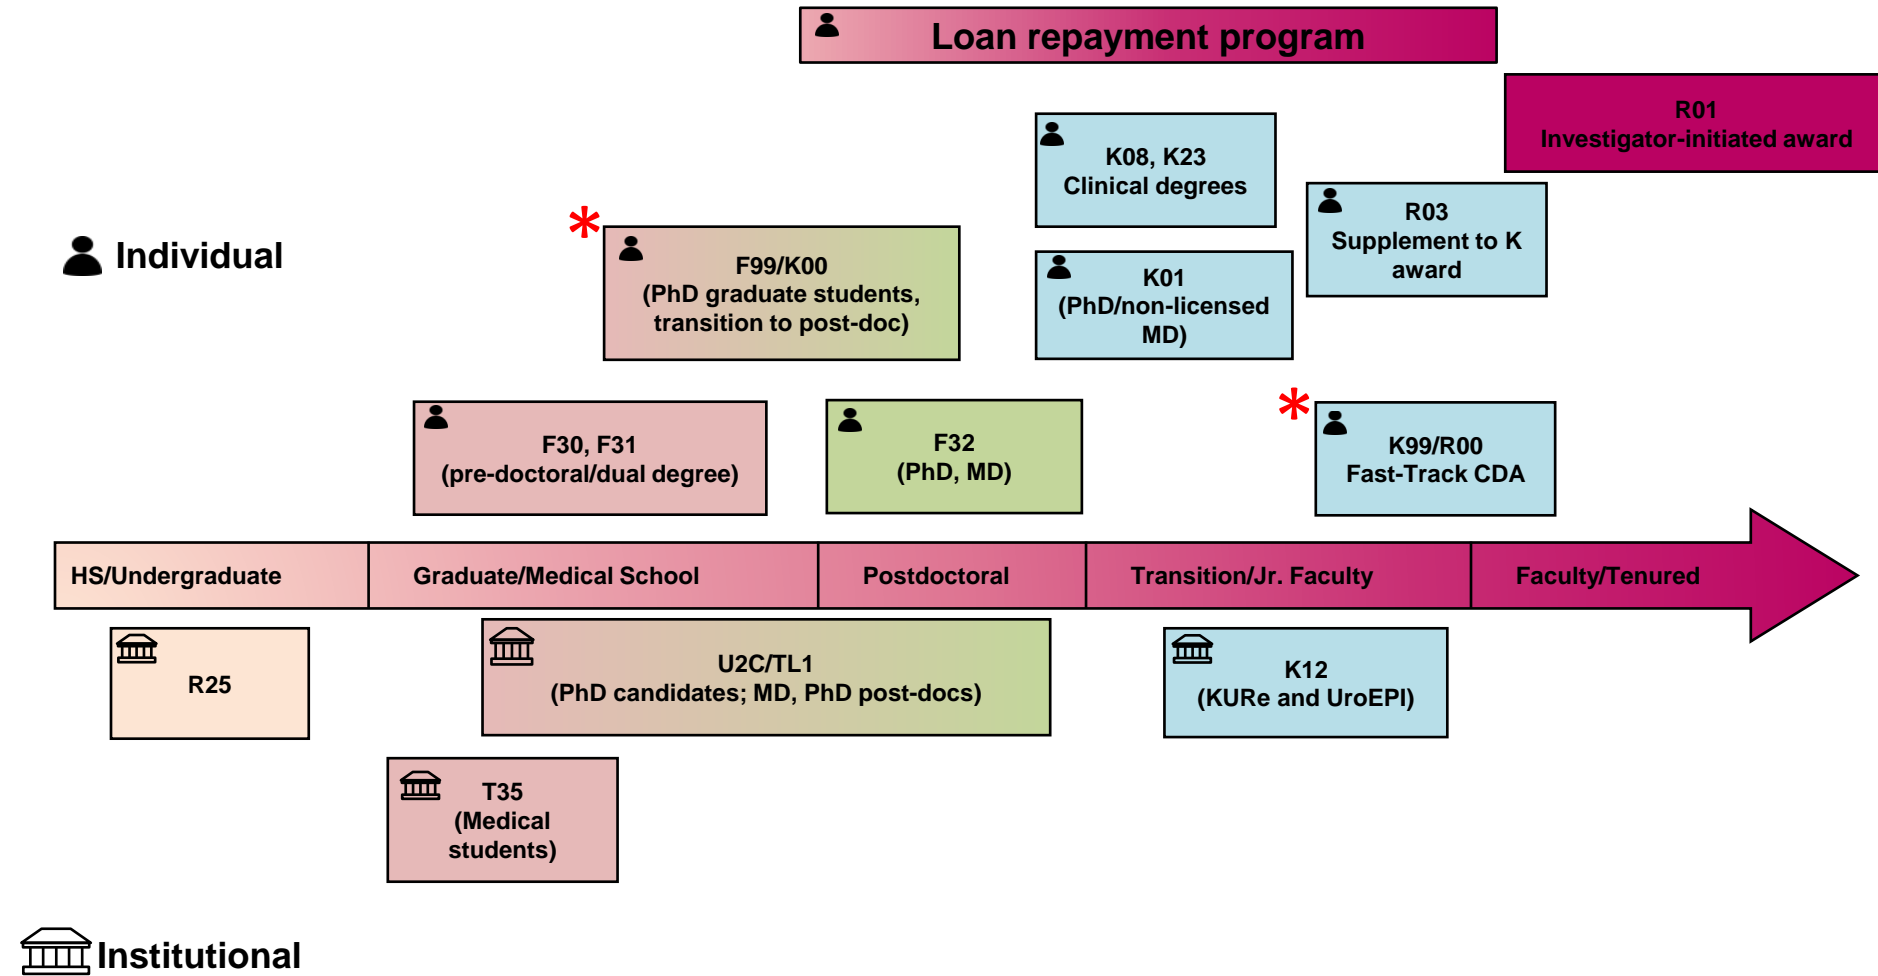 Loan repayment program
R01
Investigator-initiated award
K08, K23
Clinical degrees
R03
Supplement to K
award
*
Individual
F99/K00
(PhD graduate students,
transition to post-doc)
K01
(PhD/non-licensed
MD)
F30, F31
(pre-doctoral/dual degree)
F32
(PhD, MD)
*
K99/R00
Fast-Track CDA
HS/Undergraduate
Graduate/Medical School
Postdoctoral
Transition/Jr. Faculty
Faculty/Tenured
R25
U2C/TL1
(PhD candidates; MD, PhD post-docs)
K12
(KURe and UroEPI)
T35
(Medical
students)
Institutional